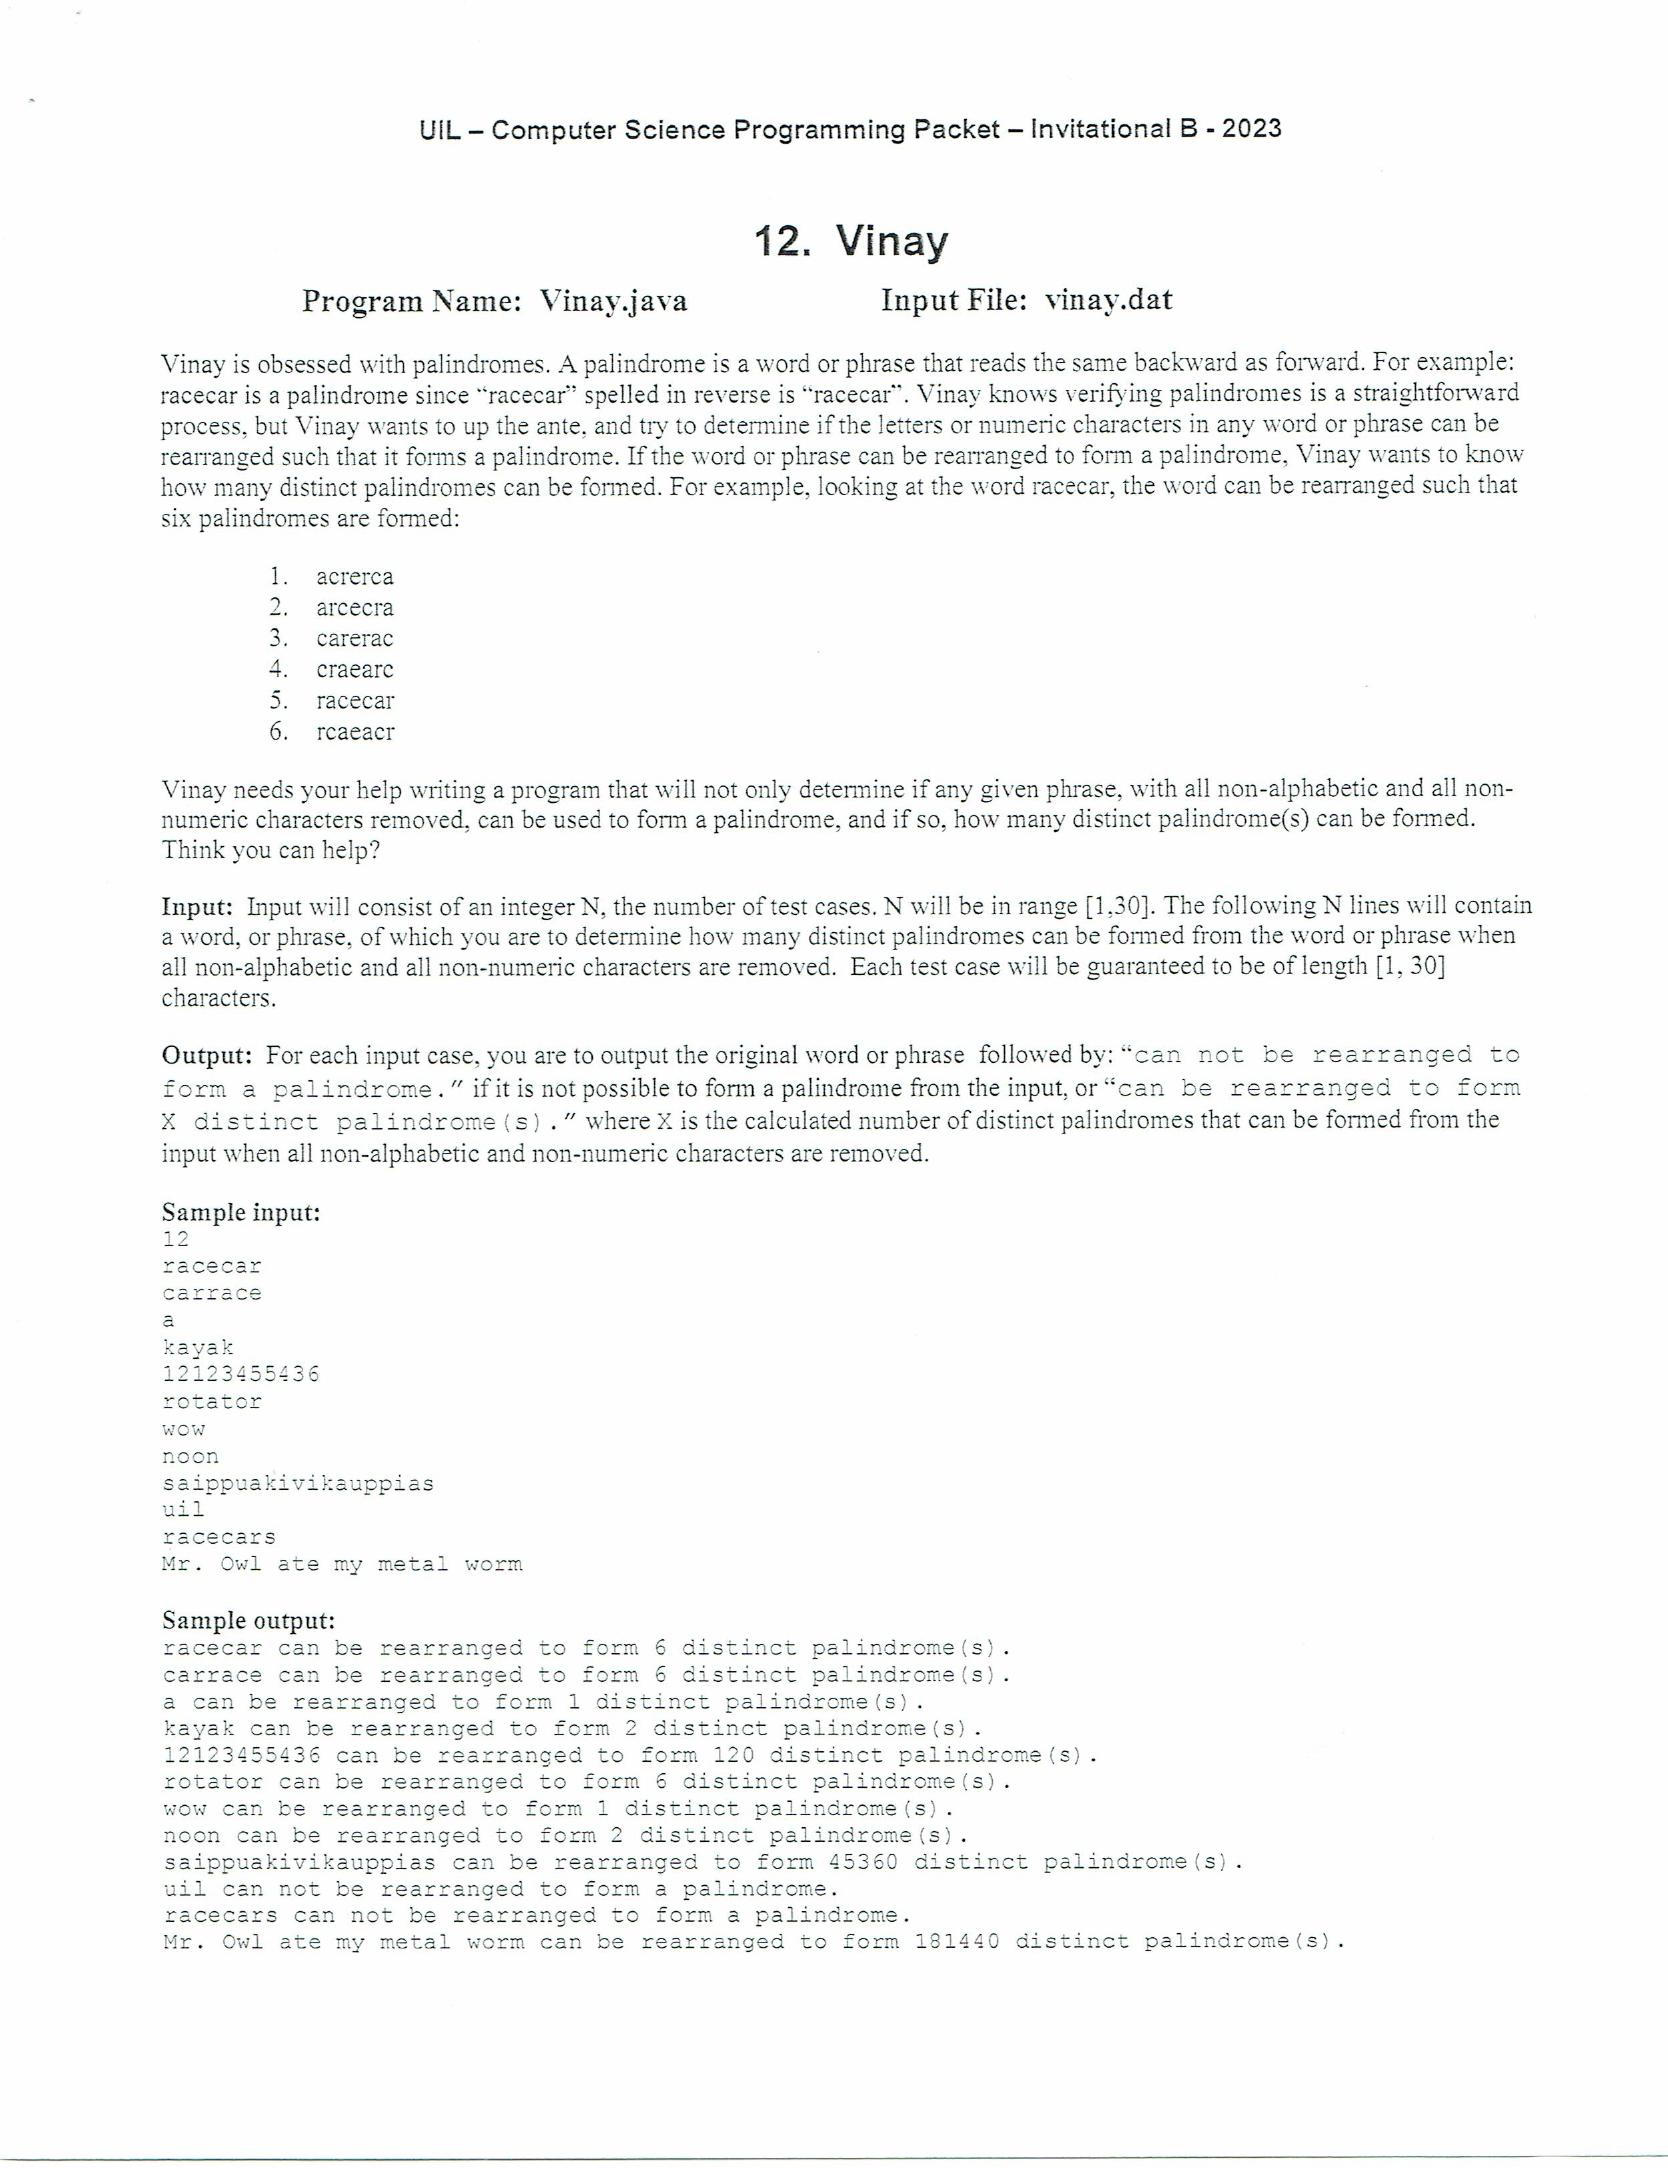 UIL – Computer Science Programming Packet – Invitational B - 2023
12. Vinay
Program Name: Vinay.java Input File: vinay.dat
Vinay is obsessed with palindromes. A palindrome is a word or phrase that reads the same backward as forward. For example:
racecar is a palindrome since “racecar” spelled in reverse is “racecar”. Vinay knows verifying palindromes is a straightforward
process, but Vinay wants to up the ante, and try to determine if the letters or numeric characters in any word or phrase can be
rearranged such that it forms a palindrome. If the word or phrase can be rearranged to form a palindrome, Vinay wants to know
how many distinct palindromes can be formed. For example, looking at the word racecar, the word can be rearranged such that
six palindromes are formed:
1. acrerca
2. arcecra
3. carerac
4. craearc
5. racecar
6. rcaeacr
Vinay needs your help writing a program that will not only determine if any given phrase, with all non-alphabetic and all non-
numeric characters removed, can be used to form a palindrome, and if so, how many distinct palindrome(s) can be formed.
Think you can help?
Input: Input will consist of an integer N, the number of test cases. N will be in range [1,30]. The following N lines will contain
a word, or phrase, of which you are to determine how many distinct palindromes can be formed from the word or phrase when
all non-alphabetic and all non-numeric characters are removed. Each test case will be guaranteed to be of length [1, 30]
characters.
Output: For each input case, you are to output the original word or phrase followed by: “can not be rearranged to
form a palindrome.” if it is not possible to form a palindrome from the input, or “can be rearranged to form
X distinct palindrome(s).” where X is the calculated number of distinct palindromes that can be formed from the
input when all non-alphabetic and non-numeric characters are removed.
Sample input:
12
racecar
carrace
a
kayak
12123455436
rotator
wow
noon
saippuakivikauppias
uil
racecars
Mr. Owl ate my metal worm
Sample output:
racecar can be rearranged to form 6 distinct palindrome(s).
carrace can be rearranged to form 6 distinct palindrome(s).
a can be rearranged to form 1 distinct palindrome(s).
kayak can be rearranged to form 2 distinct palindrome(s).
12123455436 can be rearranged to form 120 distinct palindrome(s).
rotator can be rearranged to form 6 distinct palindrome(s).
wow can be rearranged to form 1 distinct palindrome(s).
noon can be rearranged to form 2 distinct palindrome(s).
saippuakivikauppias can be rearranged to form 45360 distinct palindrome(s).
uil can not be rearranged to form a palindrome.
racecars can not be rearranged to form a palindrome.
Mr. Owl ate my metal worm can be rearranged to form 181440 distinct palindrome(s).